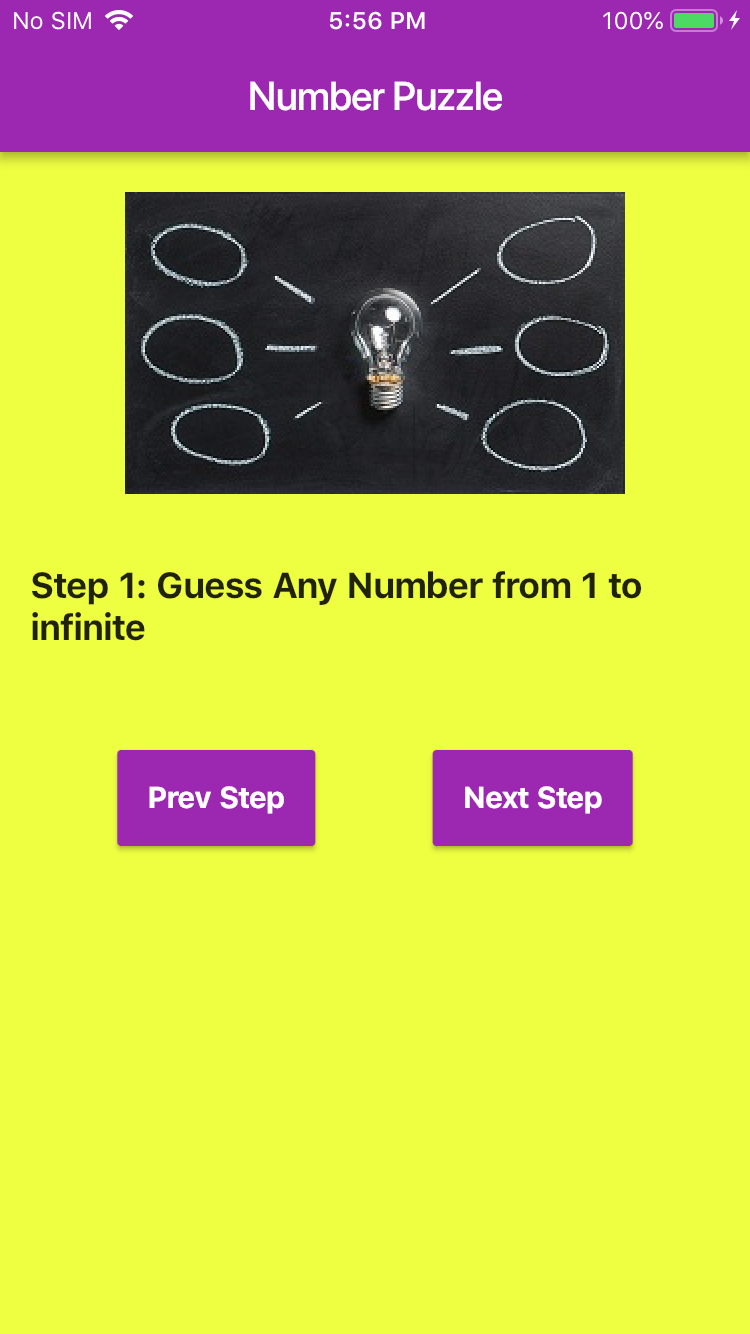 No SIM 5:56 PM 100%
Number Puzzle
Step 1: Guess Any Number from 1 to
infinite
Prev Step Next Step